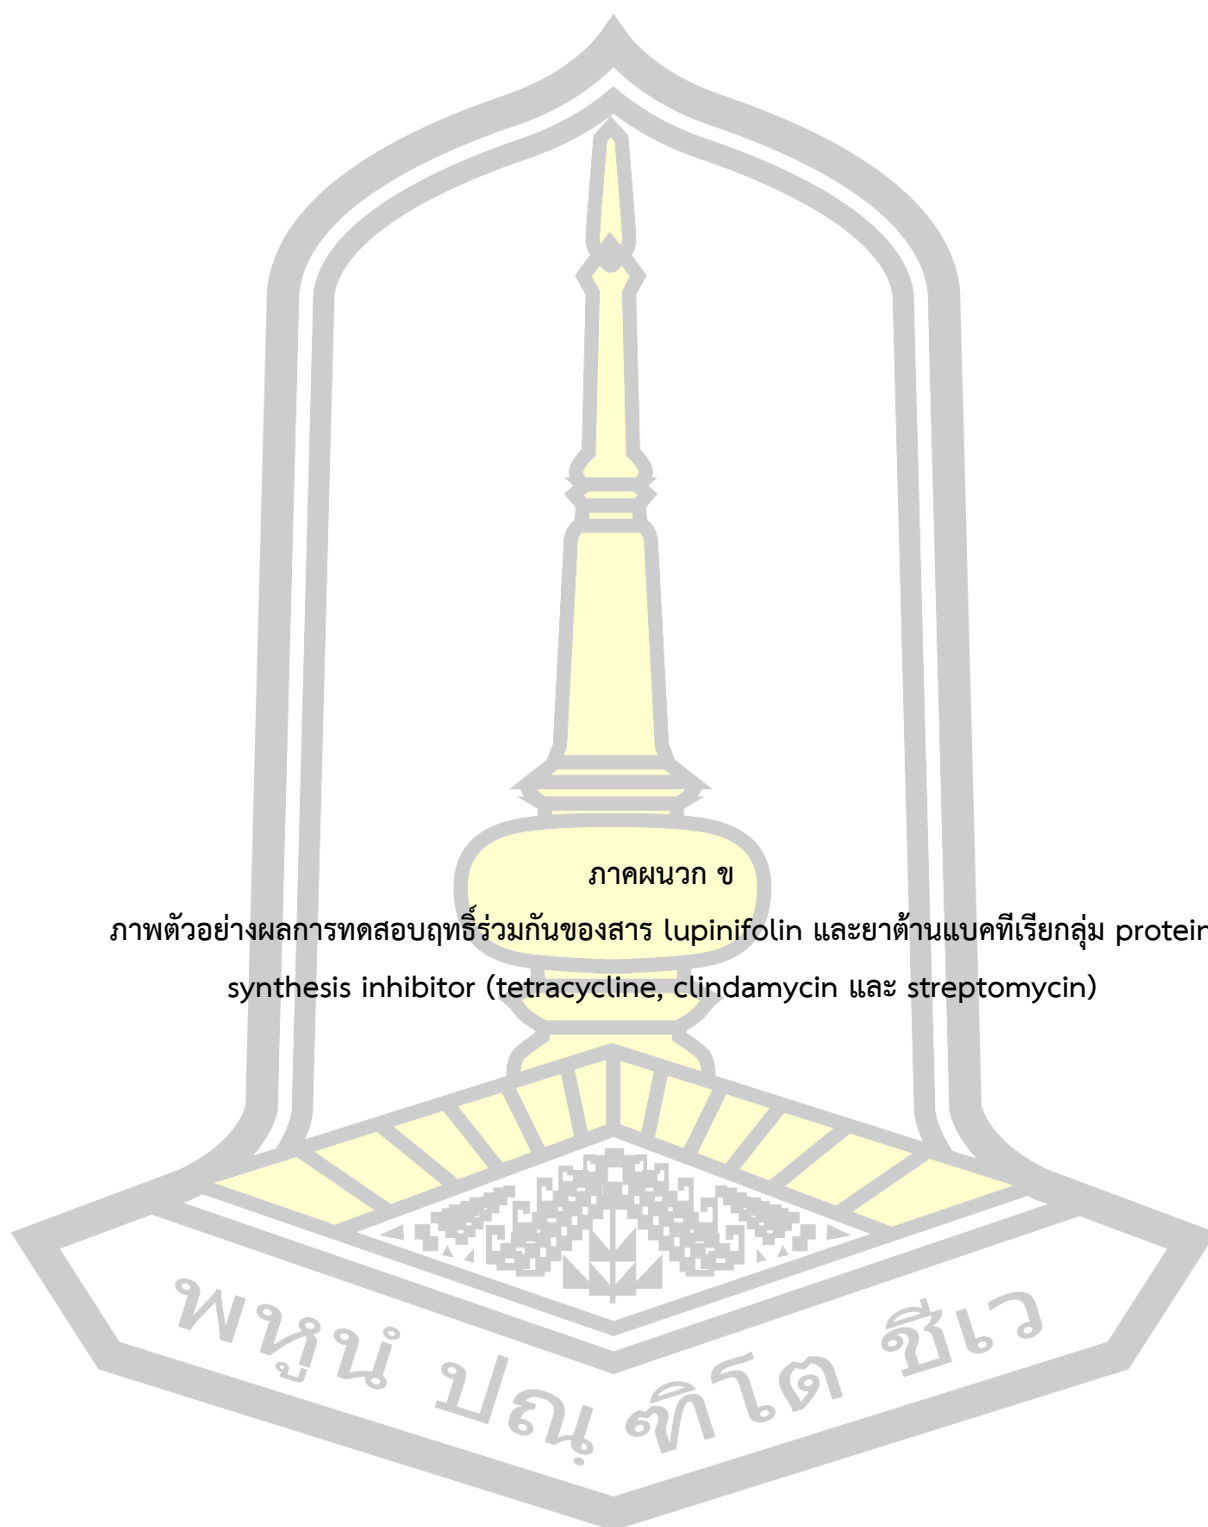 ภาคผนวก ข
ภาพตัวอย่างผลการทดสอบฤทธิ์ร่วมกันของสาร lupinifolin และยาต้านแบคทีเรียกลุ่ม protein
synthesis inhibitor (tetracycline, clindamycin และ streptomycin)
พหูนํ ปณฺฑิโต ชีเว